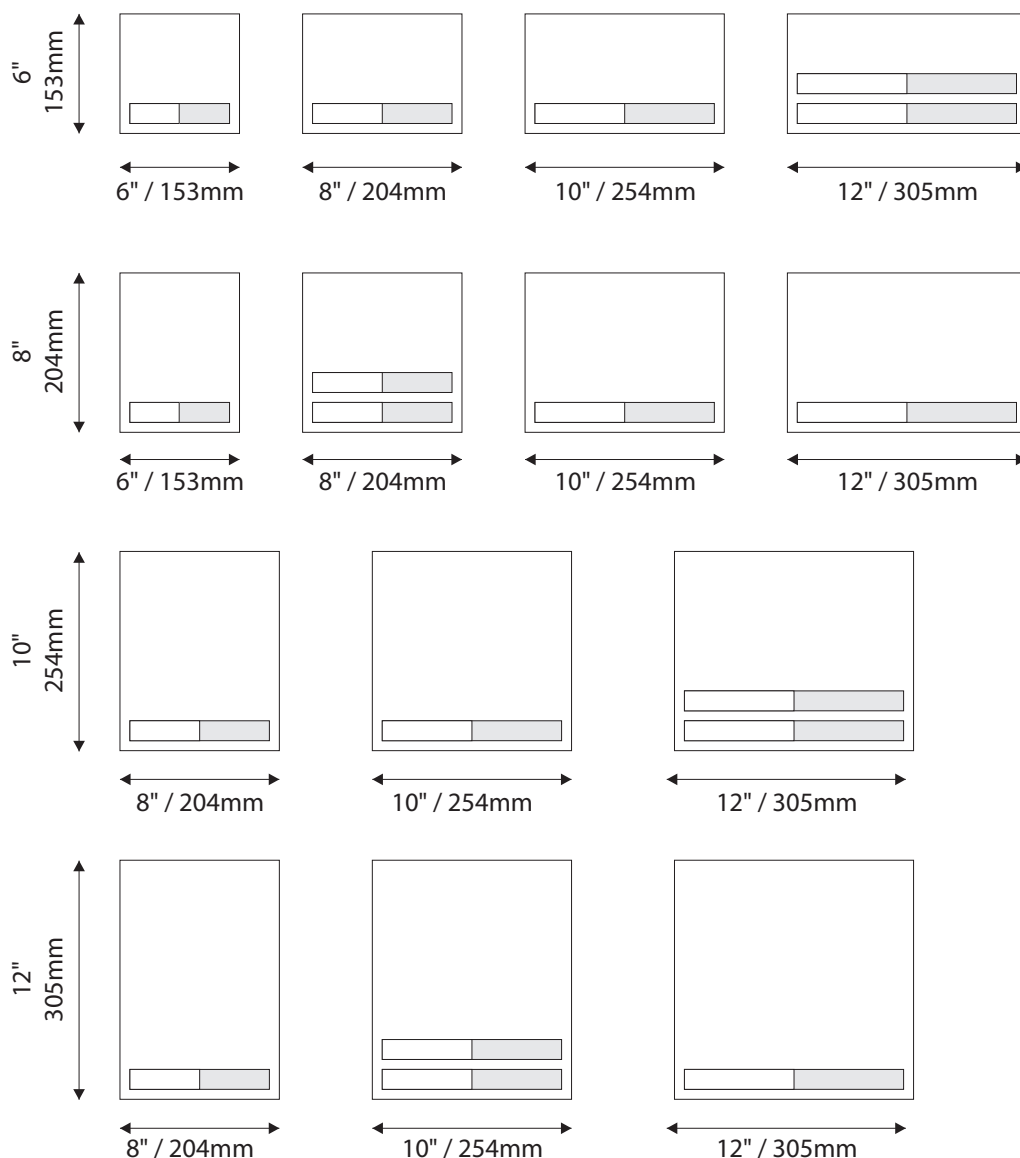 6"
153mm
6" / 153mm
8" / 204mm
10" / 254mm
12" / 305mm
8"
204mm
6" / 153mm
8" / 204mm
10" / 254mm
12" / 305mm
10"
254mm
8" / 204mm
10" / 254mm
12" / 305mm
12"
305mm
8" / 204mm
10" / 254mm
12" / 305mm